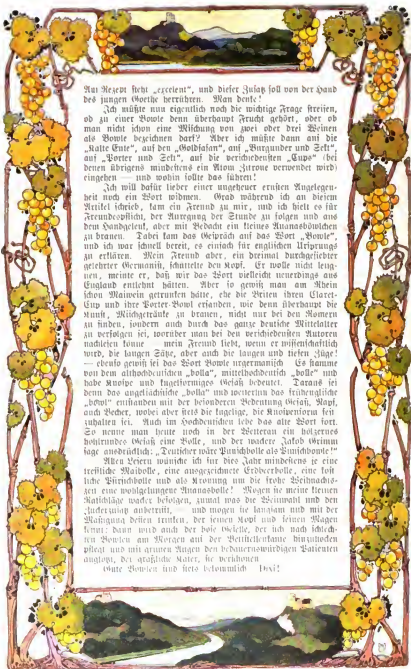 Am Rezept steht „excelent“, und dieser Zusatz soll von der Hand
des jungen Goethe herrühren. Man denke!
Ich müßte nun eigentlich noch die wichtige Frage streifen,
ob zu einer Bowle denn überhaupt Frucht gehört, oder ob
man nicht schon eine Mischung von zwei oder drei Weinen
als Bowle bezeichnen darf? Aber ich müßte dann auf die
„Kalte Ente“, auf den „Goldfasan“, auf „Burgunder und Sekt“,
auf „Porter und Sekt“, auf die verschiedensten „Cups“ (bei
denen übrigens mindestens ein Atom Zitrone verwendet wird)
eingehen — und wohin sollte das führen!
Ich will dafür lieber einer ungeheuer ernsten Angelegen-
heit noch ein Wort widmen. Grad während ich an diesem
Artikel schrieb, kam ein Freund zu mir, und ich hielt es für
Freundespflicht, der Anregung der Stunde zu folgen und aus
dem Handgelenk, aber mit Bedacht ein kleines Ananasbowlchen
zu brauen. Dabei kam das Gespräch auf das Wort „Bowle“,
und ich war schnell bereit, es einfach für englischen Ursprungs
zu erklären. Mein Freund aber, ein dreimal durchgesiebter
gelehrter Germanist, schüttelte den Kopf. Er wolle nicht leug-
nen, meinte er, daß wir das Wort vielleicht neuerdings aus
England entlehnt hätten. Aber so gewiß man am Rhein
schon Maiwein getrunken hätte, ehe die Briten ihren Claret-
Cup und ihre Porter Bowl erfanden, wie denn überhaupt die
Kunst, Mischgetränke zu brauen, nicht nur bei den Römern
zu finden, sondern auch durch das ganze deutsche Mittelalter
zu verfolgen sei, worüber man bei den verschiedensten Autoren
nachlesen könne — mein Freund liebt, wenn er wissenschaftlich
wird, die langen Sätze, aber auch die langen und tiefen Züge!
— ebenso gewiß sei das Wort Bowle urgermanisch. Es stamme
von dem althochdeutschen „bolla“, mittelhochdeutsch „bolle“ und
habe Knospe und kugelförmiges Gefäß bedeutet. Daraus sei
denn das angelsächsische „bolla“ und weiterhin das frühenglische
„bowl“ entstanden mit der besonderen Bedeutung Gefäß, Napf,
auch Becher, wobei aber stets die kugelige, die Knospenform fest-
zuhalten sei. Auch im Hochdeutschen lebe das alte Wort fort.
So nenne man heute noch in der Wetterau ein hölzernes
hohlrundes Gefäß eine Bolle, und der wackere Jakob Grimm
sage ausdrücklich: „Deutscher wäre Punschbolle als Punschbowle!“
Allen Lesern wünsche ich für dies Jahr mindestens je eine
treffliche Maibolle, eine ausgezeichnete Erdbeerbolle, eine köst-
liche Pfirsichbolle und als Krönung um die frohe Weihnachts-
zeit eine wohlgelungene Ananasbolle! Mögen sie meine kleinen
Ratschläge wacker befolgen, zumal was die Weinwahl und den
Zuckerguß anbetrifft, — und mögen sie langsam und mit der
Mäßigung dessen trinken, der seinen Kopf und seinen Magen
kennt: dann wird auch der böse Geselle, der sich nach schlech-
ten Bowlen am Morgen auf der Bettstellenkante hinzuhocken
pflegt und mit grünen Augen den bedauernswürdigen Patienten
anglotzt, der gräßliche Kater, sie verschonen.
Gute Bowlen und stets bekömmlich! Dixi!